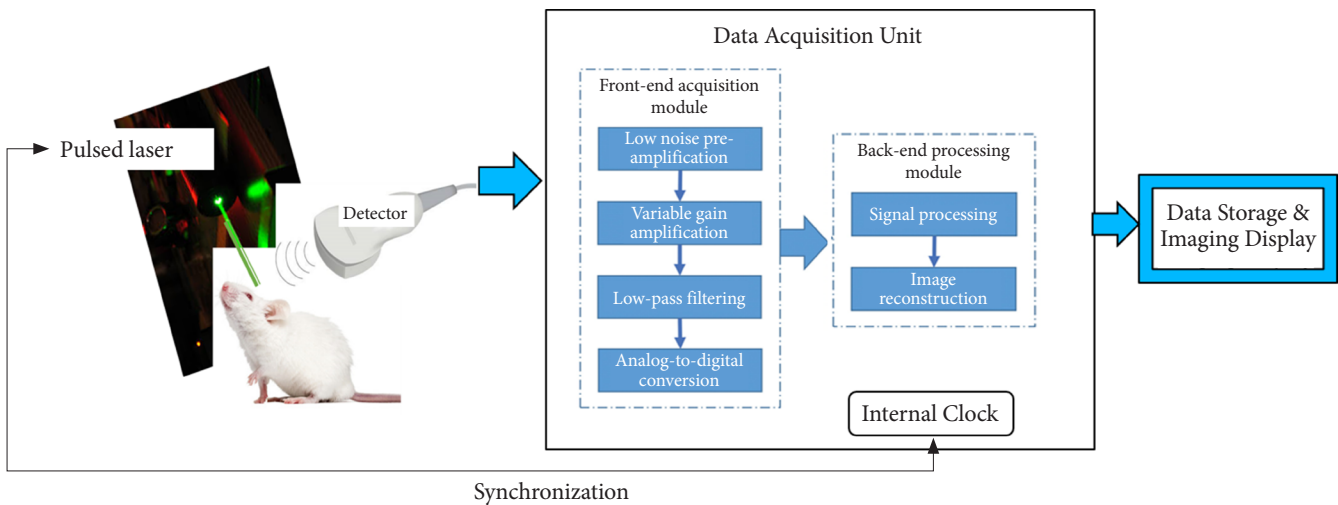 Data Acquisition Unit
Front-end acquisition
module
Low noise pre-
amplification
Variable gain
amplification
Low-pass filtering
Analog-to-digital
conversion
Back-end processing
module
Signal processing
Image
reconstruction
Internal Clock
Pulsed laser
Detector
Data Storage &
Imaging Display
Synchronization